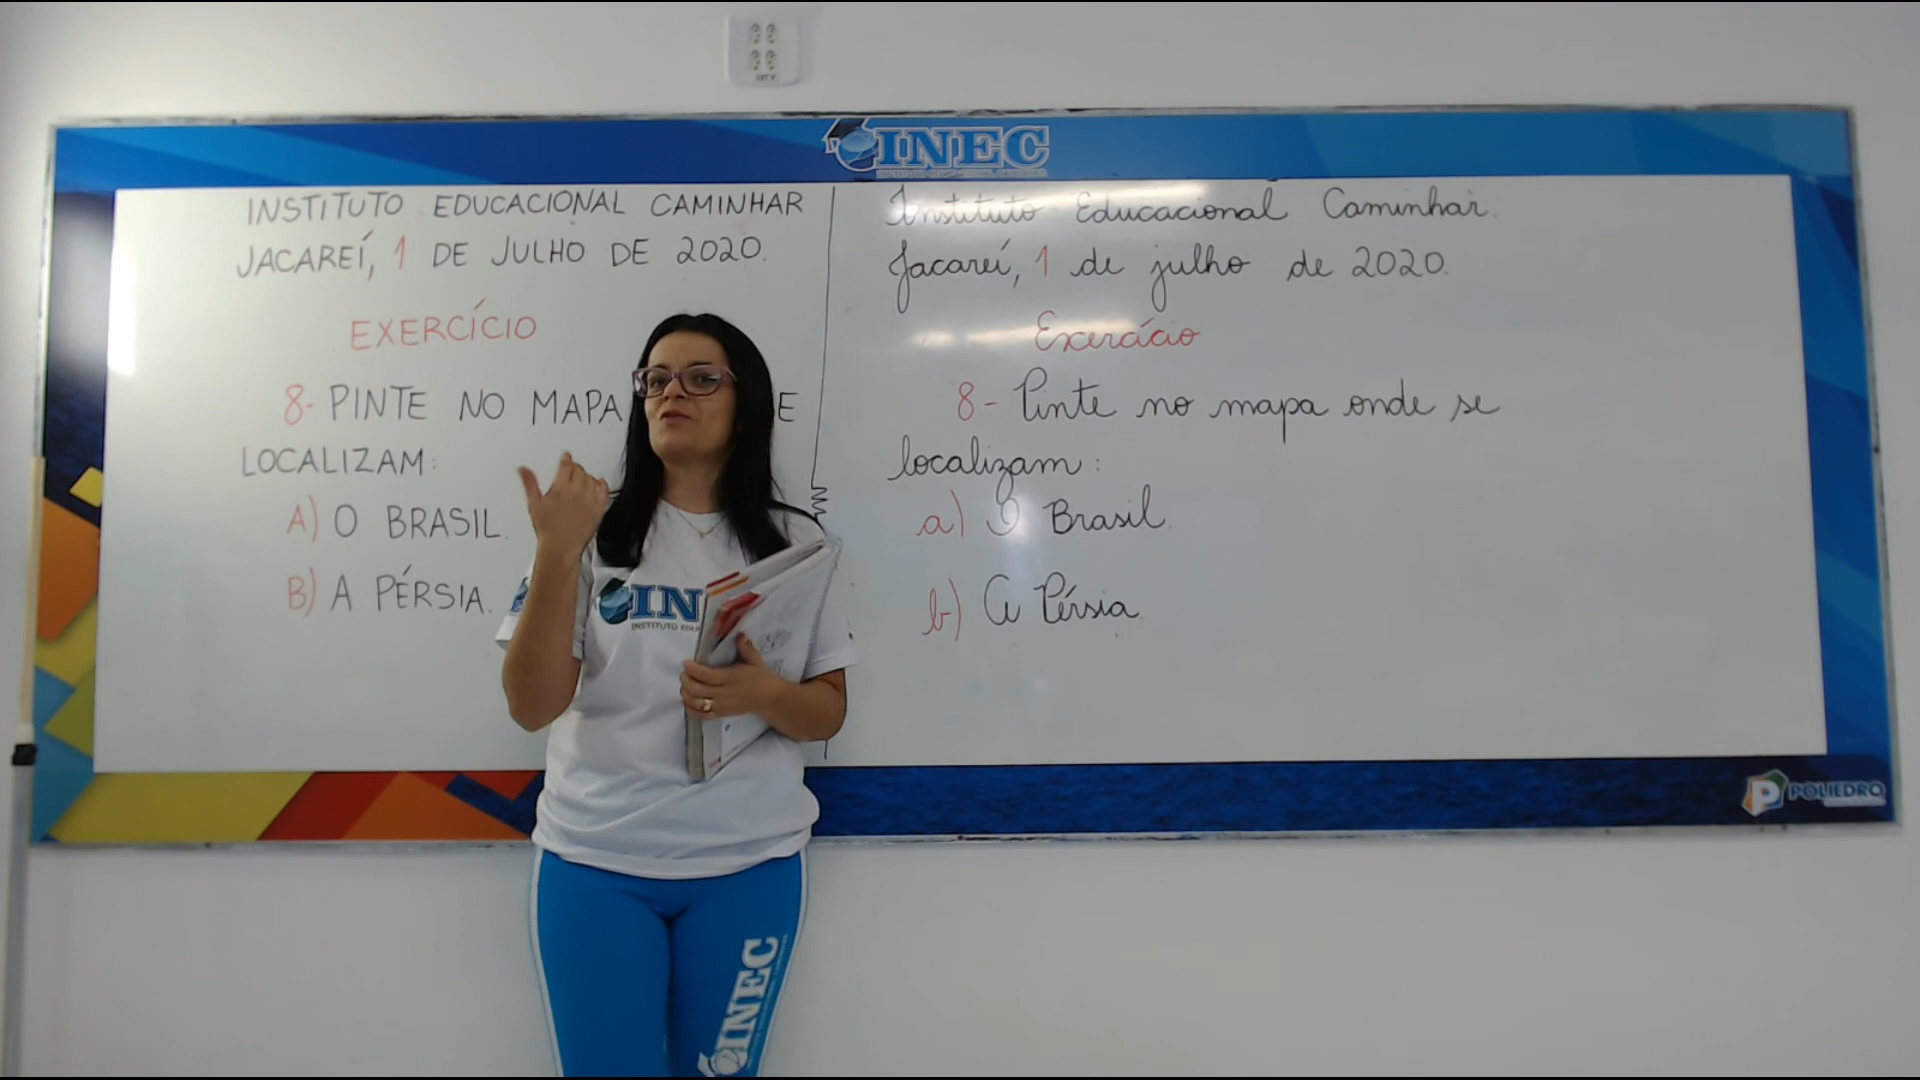 INEC
INSTITUTO EDUCACIONAL CAMINHAR
JACAREÍ, 1 DE JULHO DE 2020.
EXERCÍCIO
8- PINTE NO MAPA E
LOCALIZAM:
A) O BRASIL.
B) A PÉRSIA.
Instituto Educacional Caminhar.
Jacareí, 1 de julho de 2020.
Exercício
8- Pinte no mapa onde se
localizam:
a) O Brasil.
b) A Pérsia.
IN
INSTITUTO EDU
INEC
POLIEDRO